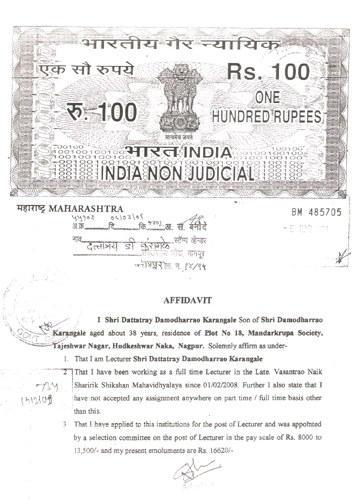 भारतीय गैर न्यायिक
एक सौ रुपये
Rs. 100
रु. 100
ONE
HUNDRED RUPEES
सत्यमेव जयते
भारत INDIA
INDIA NON JUDICIAL
महाराष्ट्र MAHARASHTRA
BM 485705
अ. स. बमोटे
नाव दत्तात्रय डी कारंगळे स्टॅम्प व्हेन्डर
नागपूर
AFFIDAVIT
I Shri Dattatray Damodharrao Karangale Son of Shri Damodharrao
Karangale aged about 38 years, residence of Plot No 18, Mandarkrupa Society,
Tajeshwar Nagar, Hudkeshwar Naka, Nagpur. Solemnly affirm as under-
1. That I am Lecturer Shri Dattatray Damodharrao Karangale
2 That I have been working as a full time Lecturer in the Late. Vasantrao Naik
Sharirik Shikshan Mahavidhyalaya since 01/02/2008. Further I also state that I
have not accepted any assignment anywhere on part time / full time basis other
than this.
3 That I have applied to this institutions for the post of Lecturer and was appointed
by a selection committee on the post of Lecturer in the pay scale of Rs. 8000 to
13,500/- and my present emoluments are Rs. 16620/-